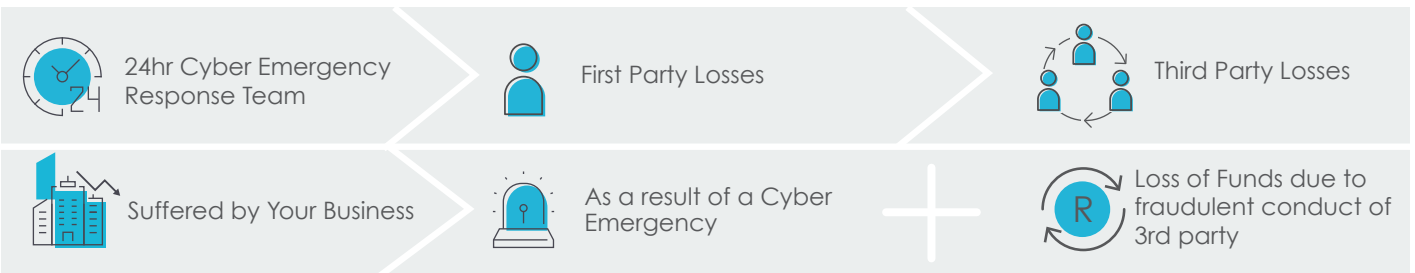 24
24hr Cyber Emergency
Response Team
First Party Losses
Third Party Losses
Suffered by Your Business
As a result of a Cyber
Emergency
R
Loss of Funds due to
fraudulent conduct of
3rd party